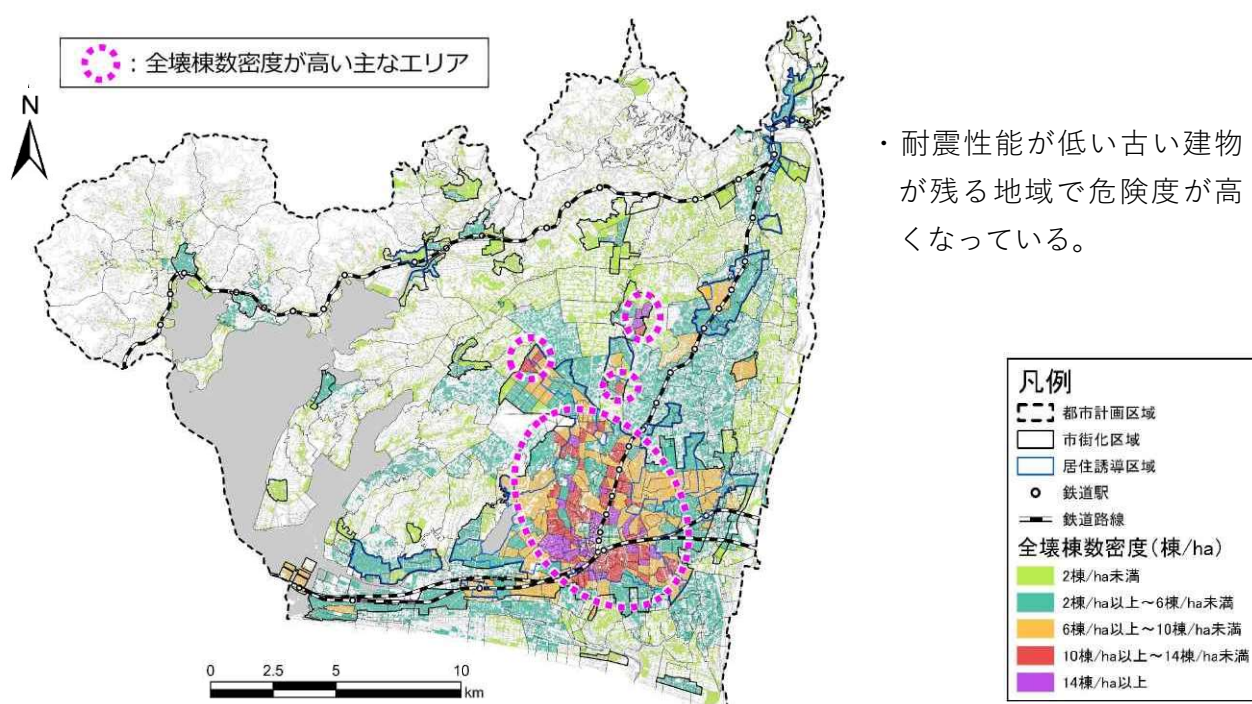 ：全壊棟数密度が高い主なエリア
N
・耐震性能が低い古い建物
が残る地域で危険度が高
くなっている。
凡例
都市計画区域
市街化区域
居住誘導区域
鉄道駅
鉄道路線
全壊棟数密度(棟/ha)
2棟/ha未満
2棟/ha以上～6棟/ha未満
6棟/ha以上～10棟/ha未満
10棟/ha以上～14棟/ha未満
14棟/ha以上
0 2.5 5 10
km